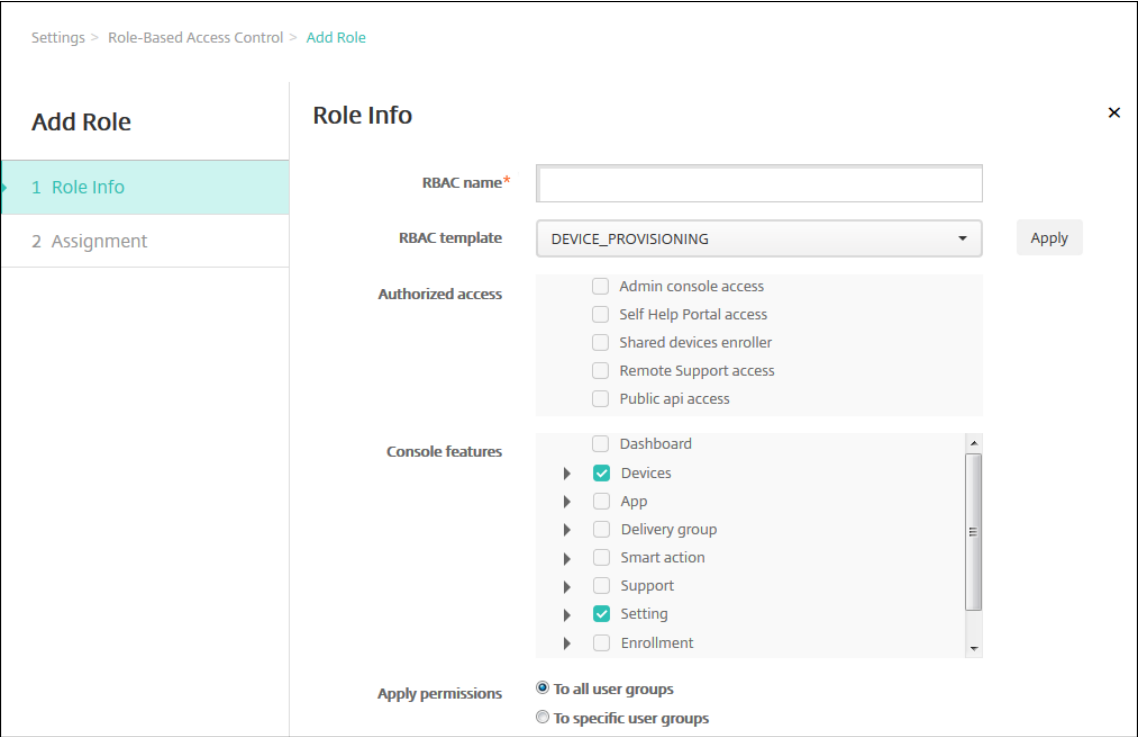 Settings > Role-Based Access Control > Add Role
Add Role
1 Role Info
2 Assignment
Role Info
RBAC name*
RBAC template
DEVICE_PROVISIONING
Apply
Authorized access
Admin console access
Self Help Portal access
Shared devices enroller
Remote Support access
Public api access
Console features
Dashboard
Devices
App
Delivery group
Smart action
Support
Setting
Enrollment
Apply permissions
To all user groups
To specific user groups